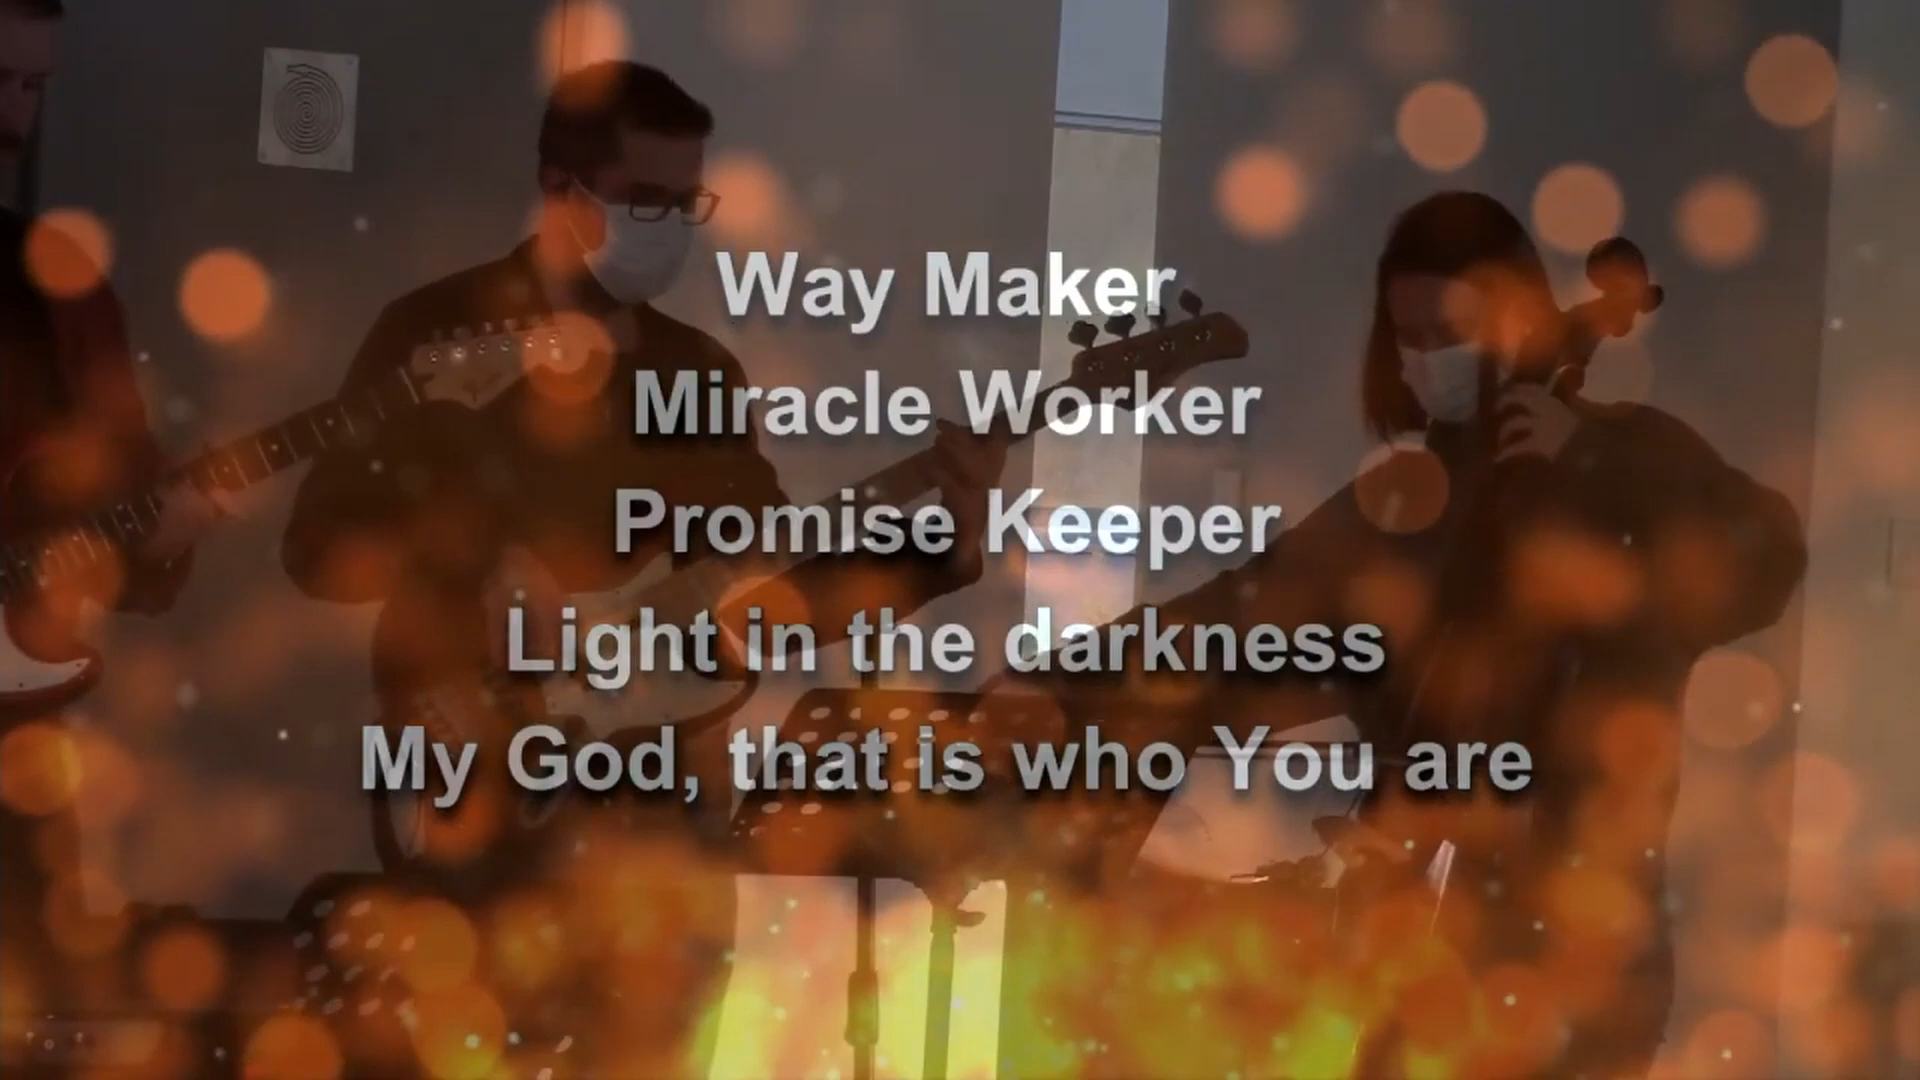 Way Maker
Miracle Worker
Promise Keeper
Light in the darkness
My God, that is who You are